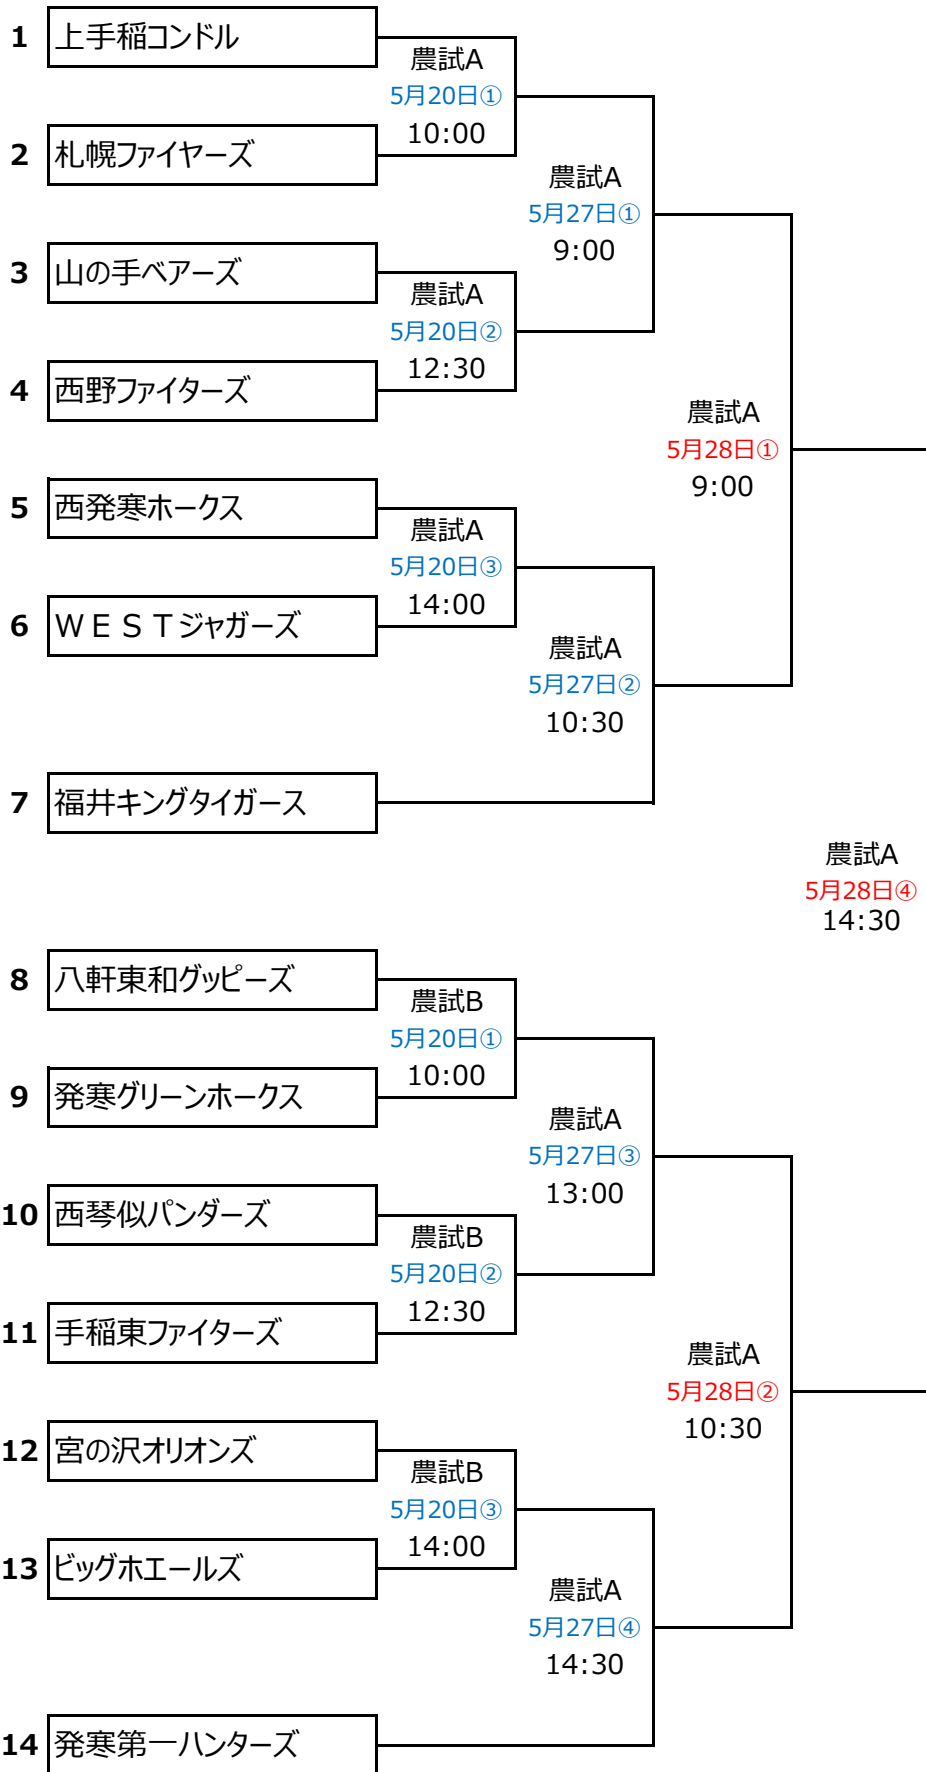 1 上手稲コンドル
農試A
5月20日①
10:00
2 札幌ファイヤーズ
農試A
5月27日①
9:00
3 山の手ベアーズ
農試A
5月20日②
12:30
4 西野ファイターズ
農試A
5月28日①
9:00
5 西発寒ホークス
農試A
5月20日③
14:00
6 ＷＥＳＴジャガーズ
農試A
5月27日②
10:30
7 福井キングタイガース
農試A
5月28日④
14:30
8 八軒東和グッピーズ
農試B
5月20日①
10:00
9 発寒グリーンホークス
農試A
5月27日③
13:00
10 西琴似パンダーズ
農試B
5月20日②
12:30
11 手稲東ファイターズ
農試A
5月28日②
10:30
12 宮の沢オリオンズ
農試B
5月20日③
14:00
13 ビッグホエールズ
農試A
5月27日④
14:30
14 発寒第一ハンターズ